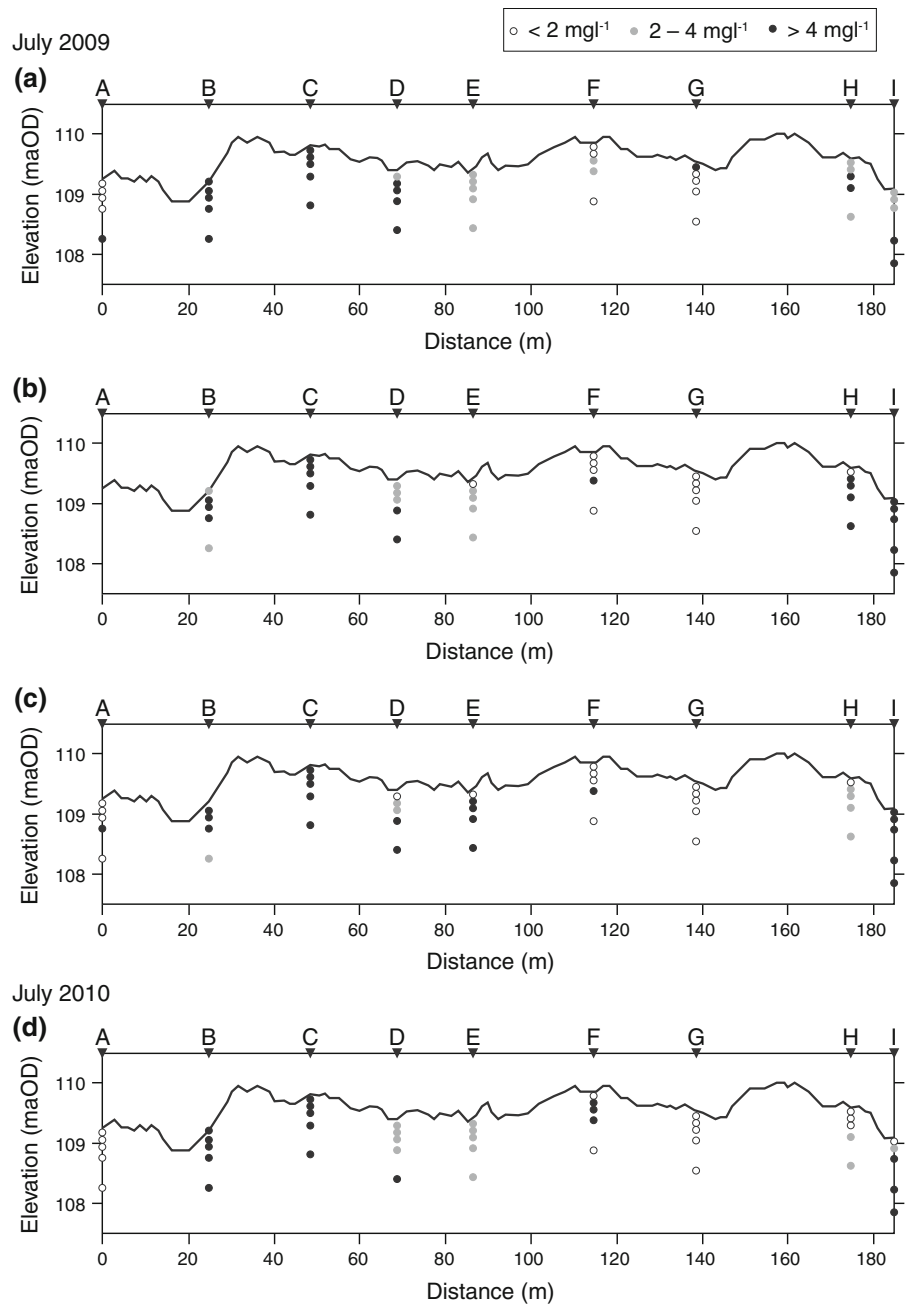 ○ < 2 mgl⁻¹ ● 2 – 4 mgl⁻¹ ● > 4 mgl⁻¹
July 2009
(a)
A B C D E F G H I
110
109
108
Elevation (maOD)
0 20 40 60 80 100 120 140 160 180
Distance (m)
(b)
A B C D E F G H I
110
109
108
Elevation (maOD)
0 20 40 60 80 100 120 140 160 180
Distance (m)
(c)
A B C D E F G H I
110
109
108
Elevation (maOD)
0 20 40 60 80 100 120 140 160 180
Distance (m)
July 2010
(d)
A B C D E F G H I
110
109
108
Elevation (maOD)
0 20 40 60 80 100 120 140 160 180
Distance (m)